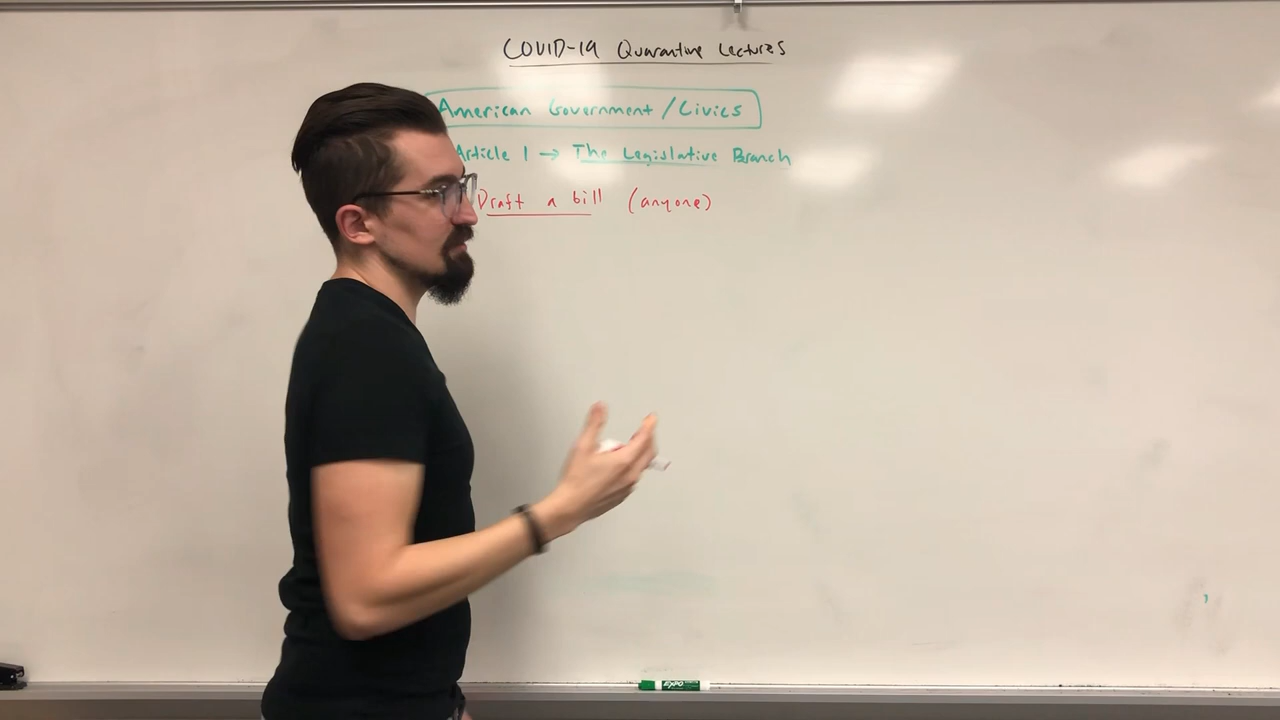 COVID-19 Quarantine Lectures
American Government/Civics
Article 1 → The Legislative Branch
Draft a bill (anyone)
EXPO